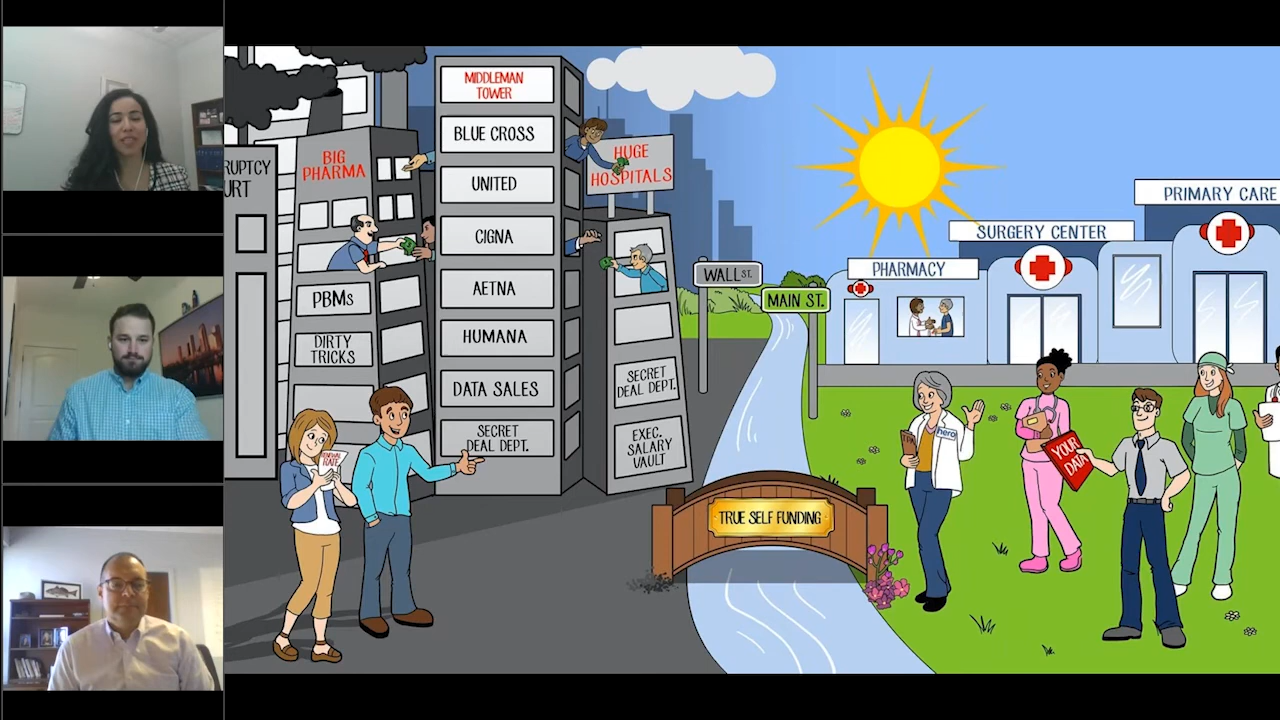 MIDDLEMAN
TOWER
BLUE CROSS
UNITED
CIGNA
AETNA
HUMANA
DATA SALES
SECRET
DEAL DEPT.
RUPTCY
URT
BIG
PHARMA
PBMs
DIRTY
TRICKS
HUGE
HOSPITALS
SECRET
DEAL DEPT.
EXEC.
SALARY
VAULT
WALL ST.
MAIN ST.
PHARMACY
SURGERY CENTER
PRIMARY CARE
TRUE SELF FUNDING
hero
YOUR
DATA
RATE